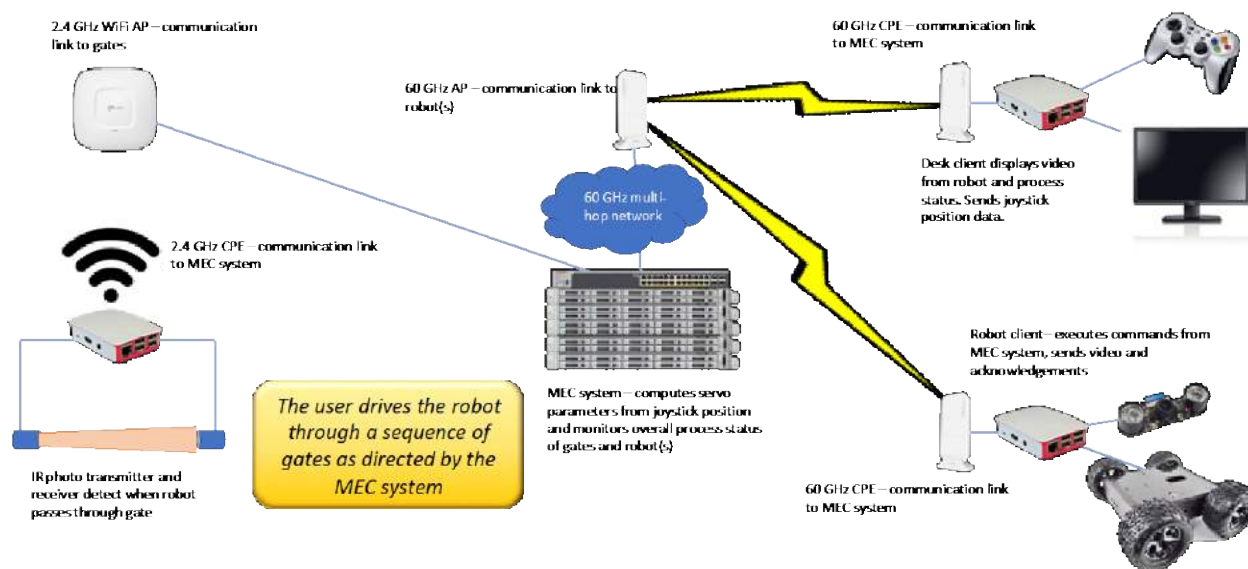 2.4 GHz WiFi AP – communication
link to gates
60 GHz AP – communication link to
robot(s)
60 GHz CPE – communication link
to MEC system
Desk client displays video
from robot and process
status. Sends joystick
position data.
60 GHz multi-
hop network
2.4 GHz CPE – communication link
to MEC system
IR photo transmitter and
receiver detect when robot
passes through gate
The user drives the robot
through a sequence of
gates as directed by the
MEC system
MEC system – computes servo
parameters from joystick position
and monitors overall process status
of gates and robot(s)
Robot client – executes commands from
MEC system, sends video and
acknowledgements
60 GHz CPE – communication link
to MEC system